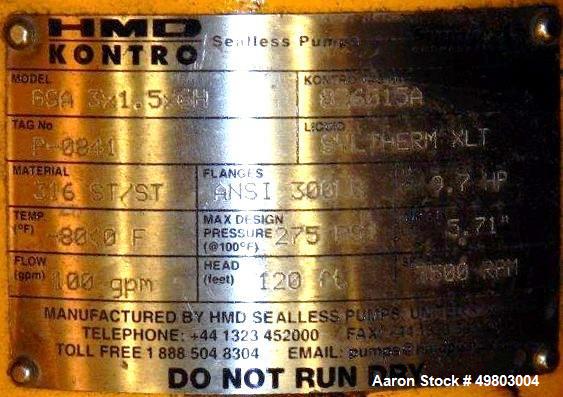 HMD
KONTRO Sealless Pumps
MODEL
GSA 3x1.5x6H
KONTRO
TAG No
P-0841
LIQUID
SYLTHERM XLT
MATERIAL
316 ST/ST
FLANGES
ANSI 300
9.7 HP
TEMP.
(°F)
-80
MAX DESIGN
PRESSURE
(@100°F)
275
5.71"
FLOW
(gpm)
100 gpm
HEAD
(feet)
120 ft
RPM
MANUFACTURED BY HMD SEALLESS PUMPS,
TELEPHONE: +44 1323 452000 FAX:
TOLL FREE 1 888 504 8304 EMAIL:
DO NOT RUN DRY
Aaron Stock # 49803004